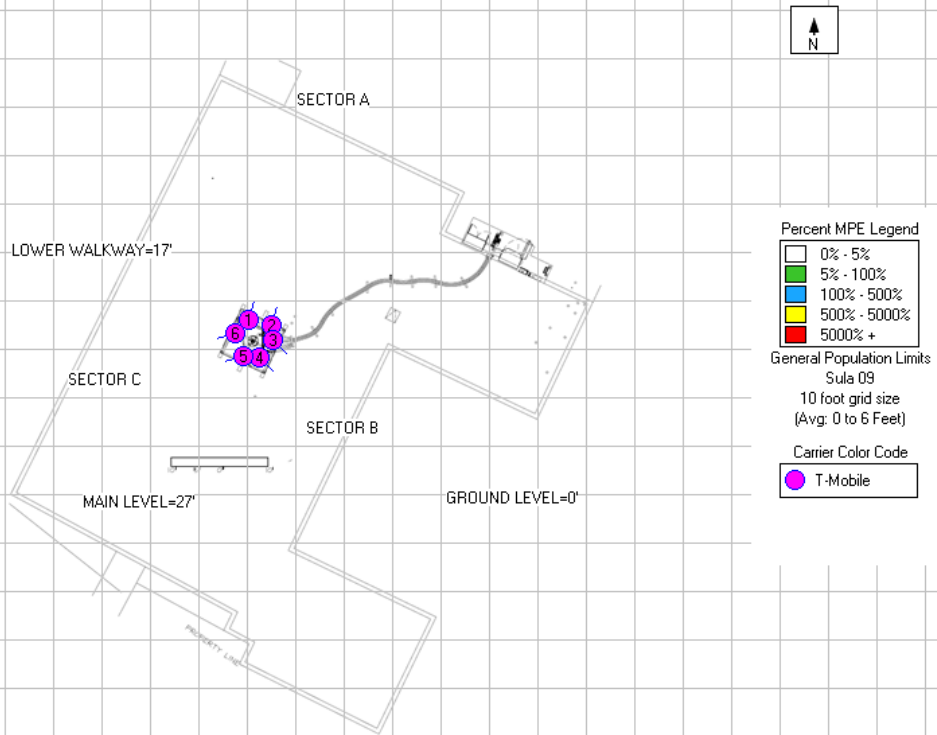 N
SECTOR A
LOWER WALKWAY=17'
1
2
3
6
5
4
SECTOR C
SECTOR B
MAIN LEVEL=27'
GROUND LEVEL=0'
PROPERTY LINE
Percent MPE Legend
0% - 5%
5% - 100%
100% - 500%
500% - 5000%
5000% +
General Population Limits
Sula 09
10 foot grid size
(Avg: 0 to 6 Feet)
Carrier Color Code
T-Mobile